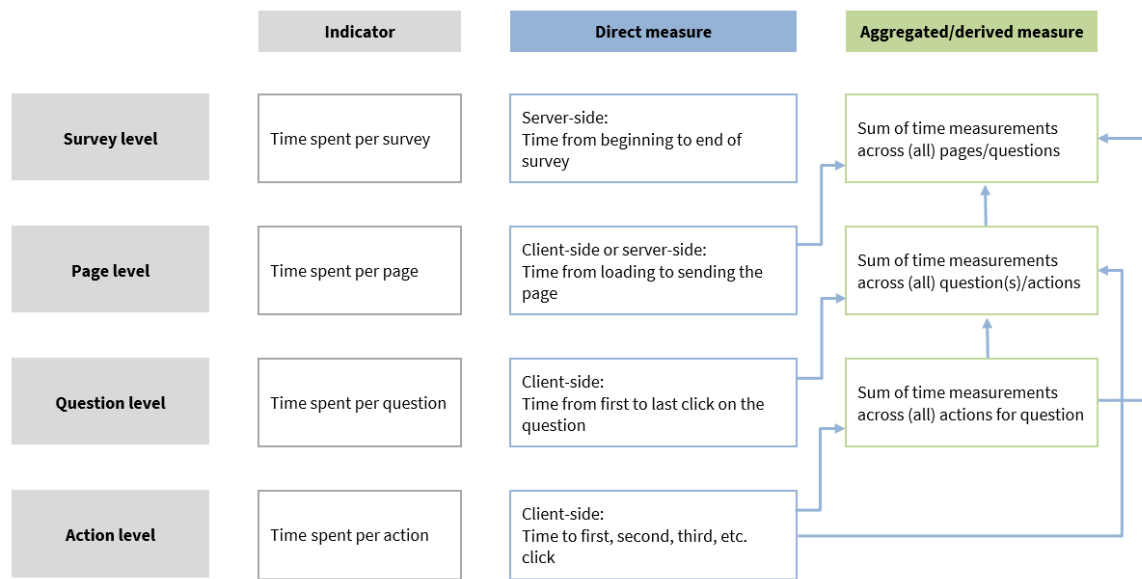 Indicator
Direct measure
Aggregated/derived measure
Survey level
Time spent per survey
Server-side:
Time from beginning to end of
survey
Sum of time measurements
across (all) pages/questions
Page level
Time spent per page
Client-side or server-side:
Time from loading to sending the
page
Sum of time measurements
across (all) question(s)/actions
Question level
Time spent per question
Client-side:
Time from first to last click on the
question
Sum of time measurements
across (all) actions for question
Action level
Time spent per action
Client-side:
Time to first, second, third, etc.
click